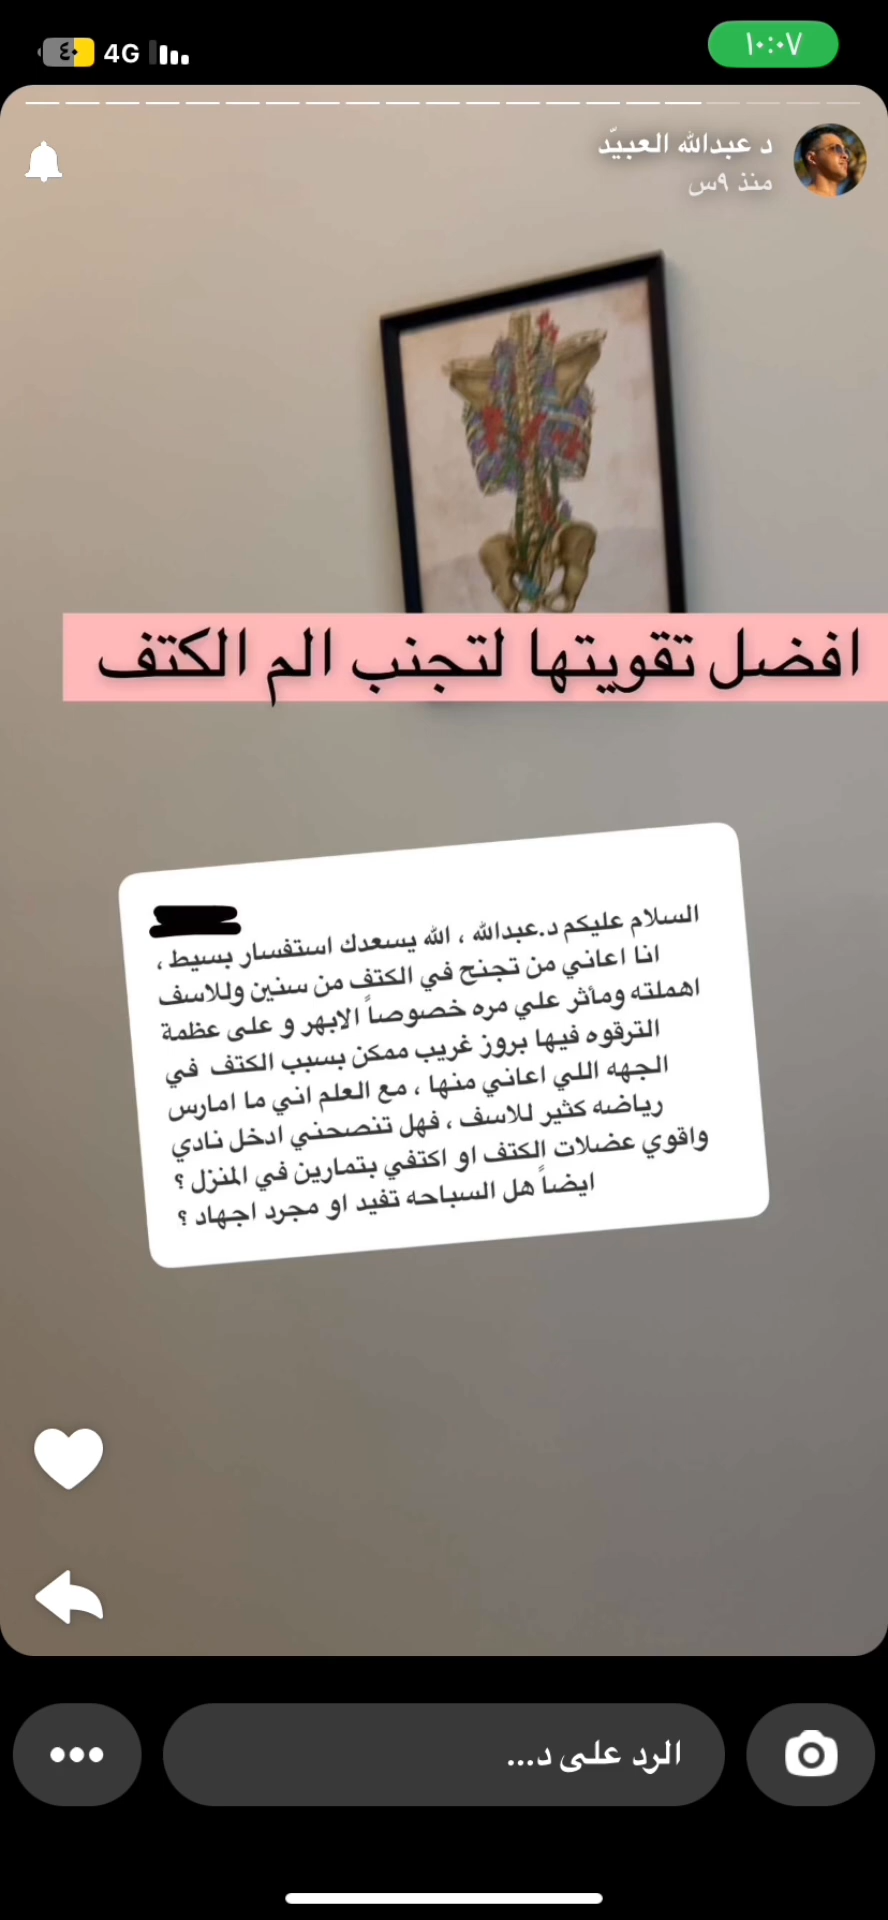 ١٠:٠٧
4G
٤٠
د عبدالله العبيّد
منذ ٩س
افضل تقويتها لتجنب الم الكتف
السلام عليكم د.عبدالله ، الله يسعدك استفسار بسيط ،
انا اعاني من تجنح في الكتف من سنين وللاسف
اهملته ومأثر علي مره خصوصاً الابهر و على عظمة
الترقوه فيها بروز غريب ممكن بسبب الكتف في
الجهه اللي اعاني منها ، مع العلم اني ما امارس
رياضه كثير للاسف ، فهل تنصحني ادخل نادي
واقوي عضلات الكتف او اكتفي بتمارين في المنزل ؟
ايضاً هل السباحه تفيد او مجرد اجهاد ؟
الرد على د...